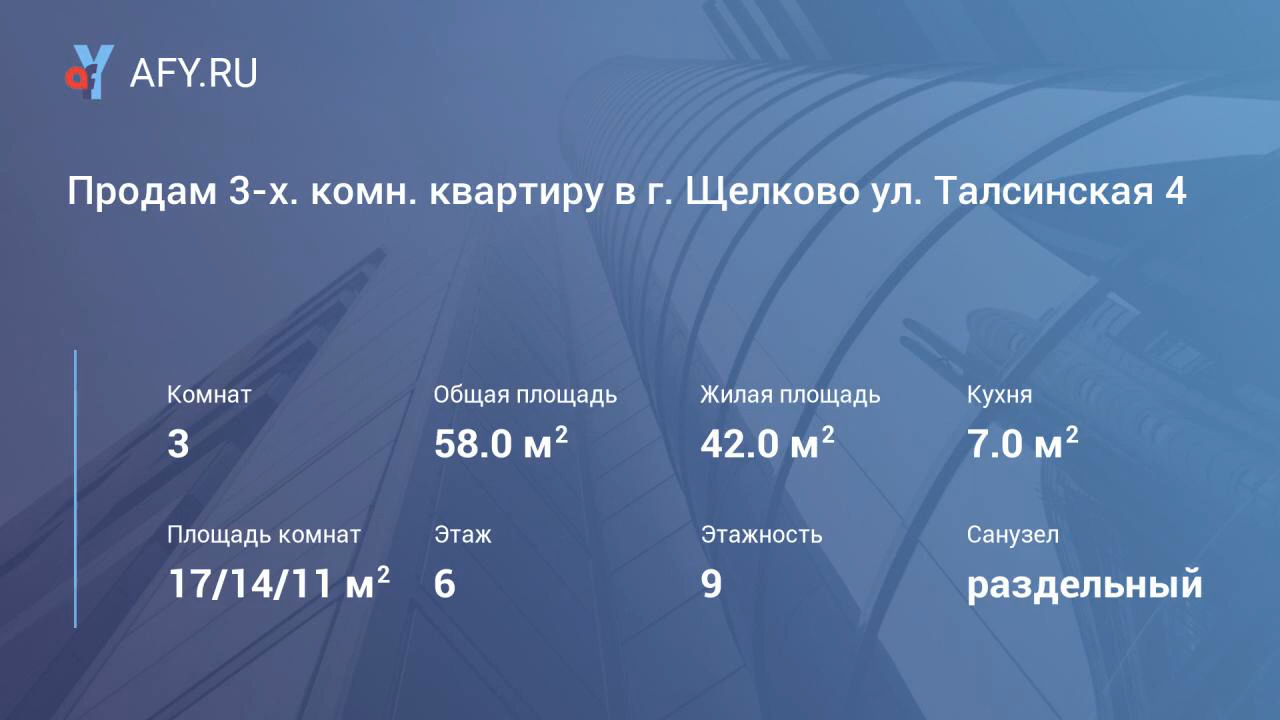 AFY.RU
Продам 3-х. комн. квартиру в г. Щелково ул. Талсинская 4
Комнат
3
Общая площадь
58.0 м²
Жилая площадь
42.0 м²
Кухня
7.0 м²
Площадь комнат
17/14/11 м²
Этаж
6
Этажность
9
Санузел
раздельный